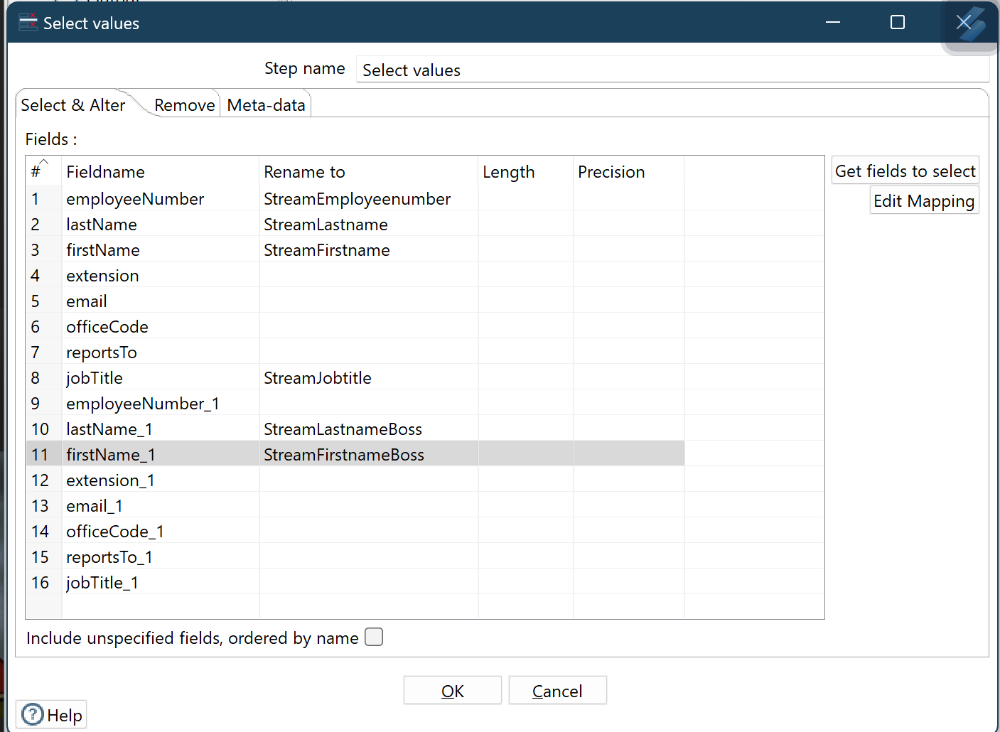 Select values
Step name Select values
Select & Alter Remove Meta-data
Fields :
# Fieldname Rename to Length Precision
Get fields to select
1 employeeNumber StreamEmployeenumber
Edit Mapping
2 lastName StreamLastname
3 firstName StreamFirstname
4 extension
5 email
6 officeCode
7 reportsTo
8 jobTitle StreamJobtitle
9 employeeNumber_1
10 lastName_1 StreamLastnameBoss
11 firstName_1 StreamFirstnameBoss
12 extension_1
13 email_1
14 officeCode_1
15 reportsTo_1
16 jobTitle_1
Include unspecified fields, ordered by name
OK Cancel
Help